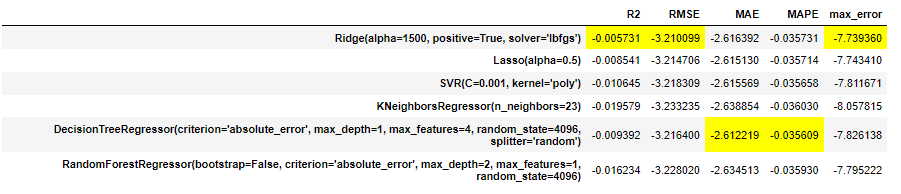 R2 RMSE MAE MAPE max_error
Ridge(alpha=1500, positive=True, solver='lbfgs') -0.005731 -3.210099 -2.616392 -0.035731 -7.739360
Lasso(alpha=0.5) -0.008541 -3.214706 -2.615130 -0.035714 -7.743410
SVR(C=0.001, kernel='poly') -0.010645 -3.218309 -2.615569 -0.035658 -7.811671
KNeighborsRegressor(n_neighbors=23) -0.019579 -3.233235 -2.638854 -0.036030 -8.057815
DecisionTreeRegressor(criterion='absolute_error', max_depth=1, max_features=4, random_state=4096,
splitter='random') -0.009392 -3.216400 -2.612219 -0.035609 -7.826138
RandomForestRegressor(bootstrap=False, criterion='absolute_error', max_depth=2, max_features=1,
random_state=4096) -0.016234 -3.228020 -2.634513 -0.035930 -7.795222